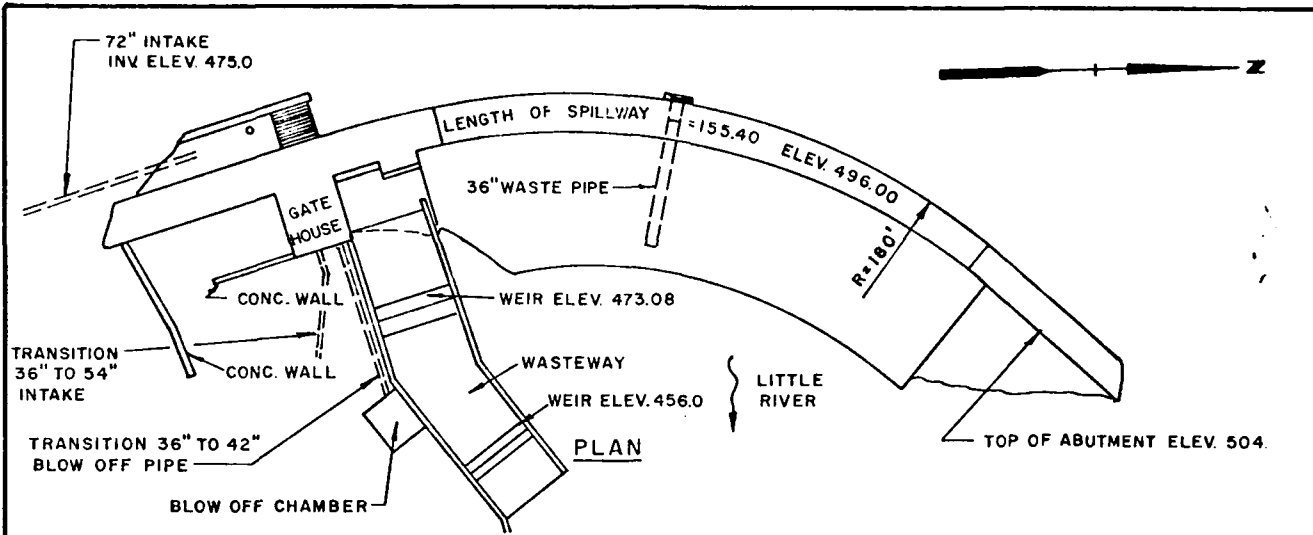 72" INTAKE
INV. ELEV. 475.0
N
LENGTH OF SPILLWAY =155.40 ELEV. 496.00
36" WASTE PIPE
GATE
HOUSE
R=180'
CONC. WALL
WEIR ELEV. 473.08
TRANSITION
36" TO 54"
INTAKE
CONC. WALL
WASTEWAY
LITTLE
RIVER
WEIR ELEV. 456.0
TRANSITION 36" TO 42"
BLOW OFF PIPE
PLAN
TOP OF ABUTMENT ELEV. 504.
BLOW OFF CHAMBER